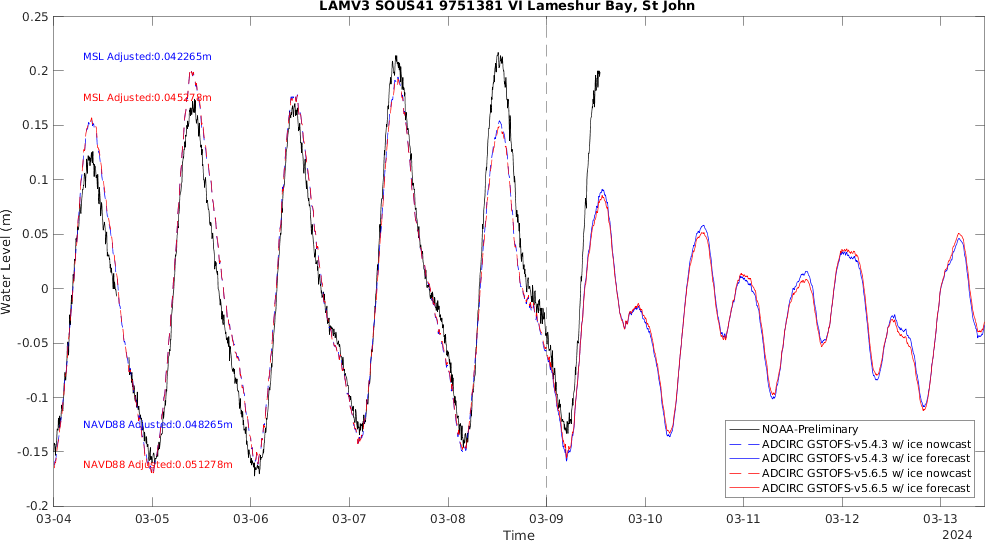 LAMV3 SOUS41 9751381 VI Lameshur Bay, St John
0.25
0.2
0.15
0.1
0.05
0
-0.05
-0.1
-0.15
-0.2
Water Level (m)
MSL Adjusted:0.042265m
MSL Adjusted:0.045278m
NAVD88 Adjusted:0.048265m
NAVD88 Adjusted:0.051278m
NOAA-Preliminary
ADCIRC GSTOFS-v5.4.3 w/ ice nowcast
ADCIRC GSTOFS-v5.4.3 w/ ice forecast
ADCIRC GSTOFS-v5.6.5 w/ ice nowcast
ADCIRC GSTOFS-v5.6.5 w/ ice forecast
03-04 03-05 03-06 03-07 03-08 03-09 03-10 03-11 03-12 03-13
Time
2024